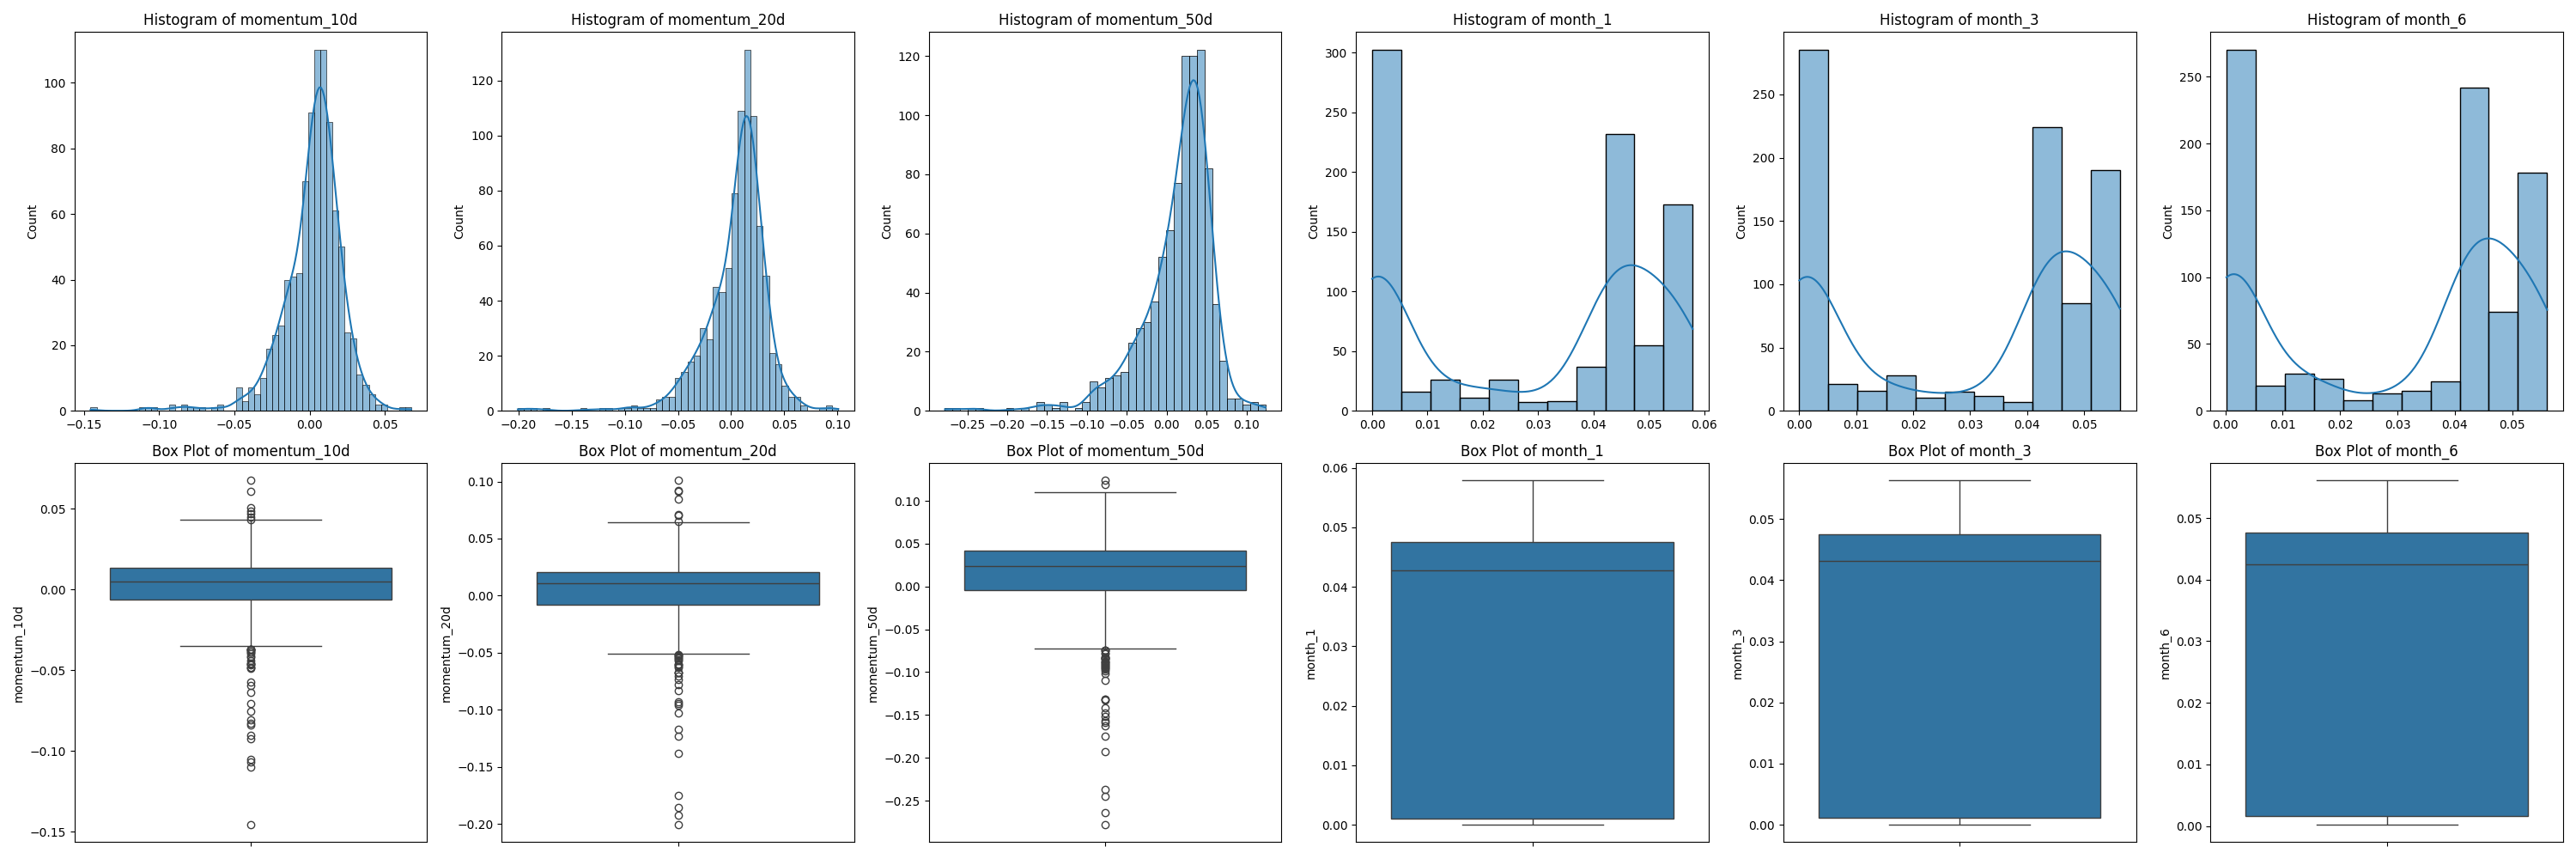 Histogram of momentum_10d
Count
100
80
60
40
20
0
−0.15 −0.10 −0.05 0.00 0.05
Histogram of momentum_20d
Count
120
100
80
60
40
20
0
−0.20 −0.15 −0.10 −0.05 0.00 0.05 0.10
Histogram of momentum_50d
Count
120
100
80
60
40
20
0
−0.25 −0.20 −0.15 −0.10 −0.05 0.00 0.05 0.10
Histogram of month_1
Count
300
250
200
150
100
50
0
0.00 0.01 0.02 0.03 0.04 0.05 0.06
Histogram of month_3
Count
250
200
150
100
50
0
0.00 0.01 0.02 0.03 0.04 0.05
Histogram of month_6
Count
250
200
150
100
50
0
0.00 0.01 0.02 0.03 0.04 0.05
Box Plot of momentum_10d
momentum_10d
0.05
0.00
−0.05
−0.10
−0.15
Box Plot of momentum_20d
momentum_20d
0.10
0.05
0.00
−0.05
−0.10
−0.15
−0.20
Box Plot of momentum_50d
momentum_50d
0.10
0.05
0.00
−0.05
−0.10
−0.15
−0.20
−0.25
Box Plot of month_1
month_1
0.06
0.05
0.04
0.03
0.02
0.01
0.00
Box Plot of month_3
month_3
0.05
0.04
0.03
0.02
0.01
0.00
Box Plot of month_6
month_6
0.05
0.04
0.03
0.02
0.01
0.00